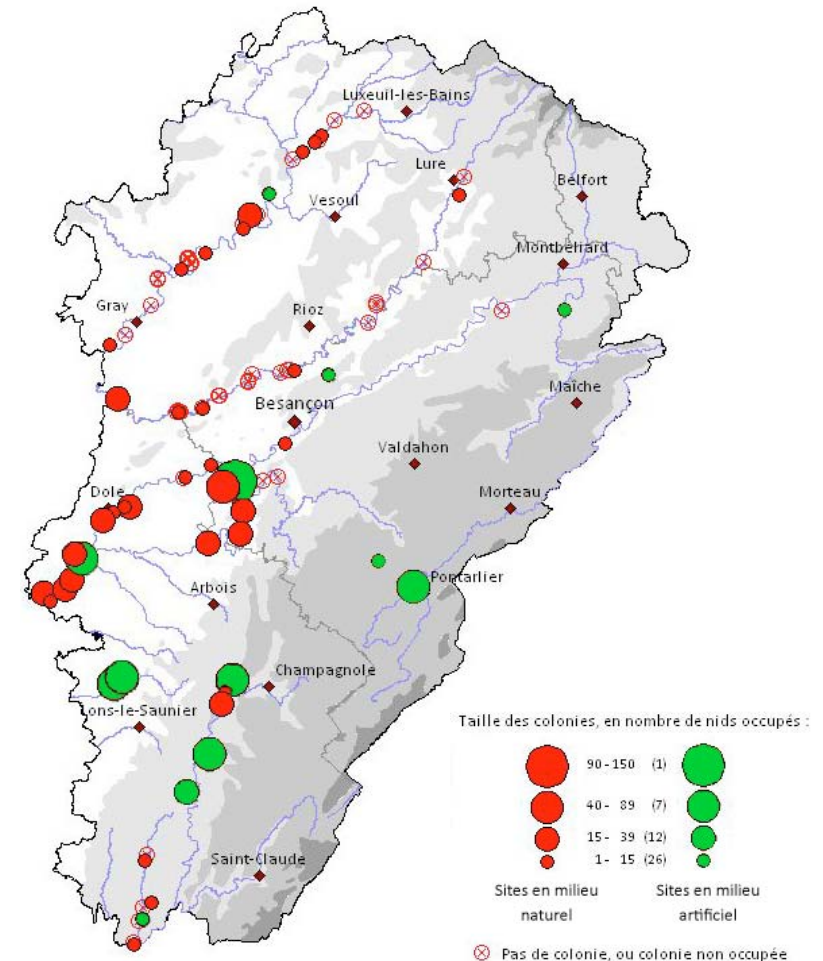 Luxeuil-les-Bains
Lure
Belfort
Vesoul
Montbéliard
Gray
Rioz
Maîche
Besançon
Valdahon
Dole
Morteau
Pontarlier
Arbois
Champagnole
Lons-le-Saunier
Saint-Claude
Taille des colonies, en nombre de nids occupés :
90 - 150 (1)
40 - 89 (7)
15 - 39 (12)
1 - 15 (26)
Sites en milieu naturel
Sites en milieu artificiel
Pas de colonie, ou colonie non occupée